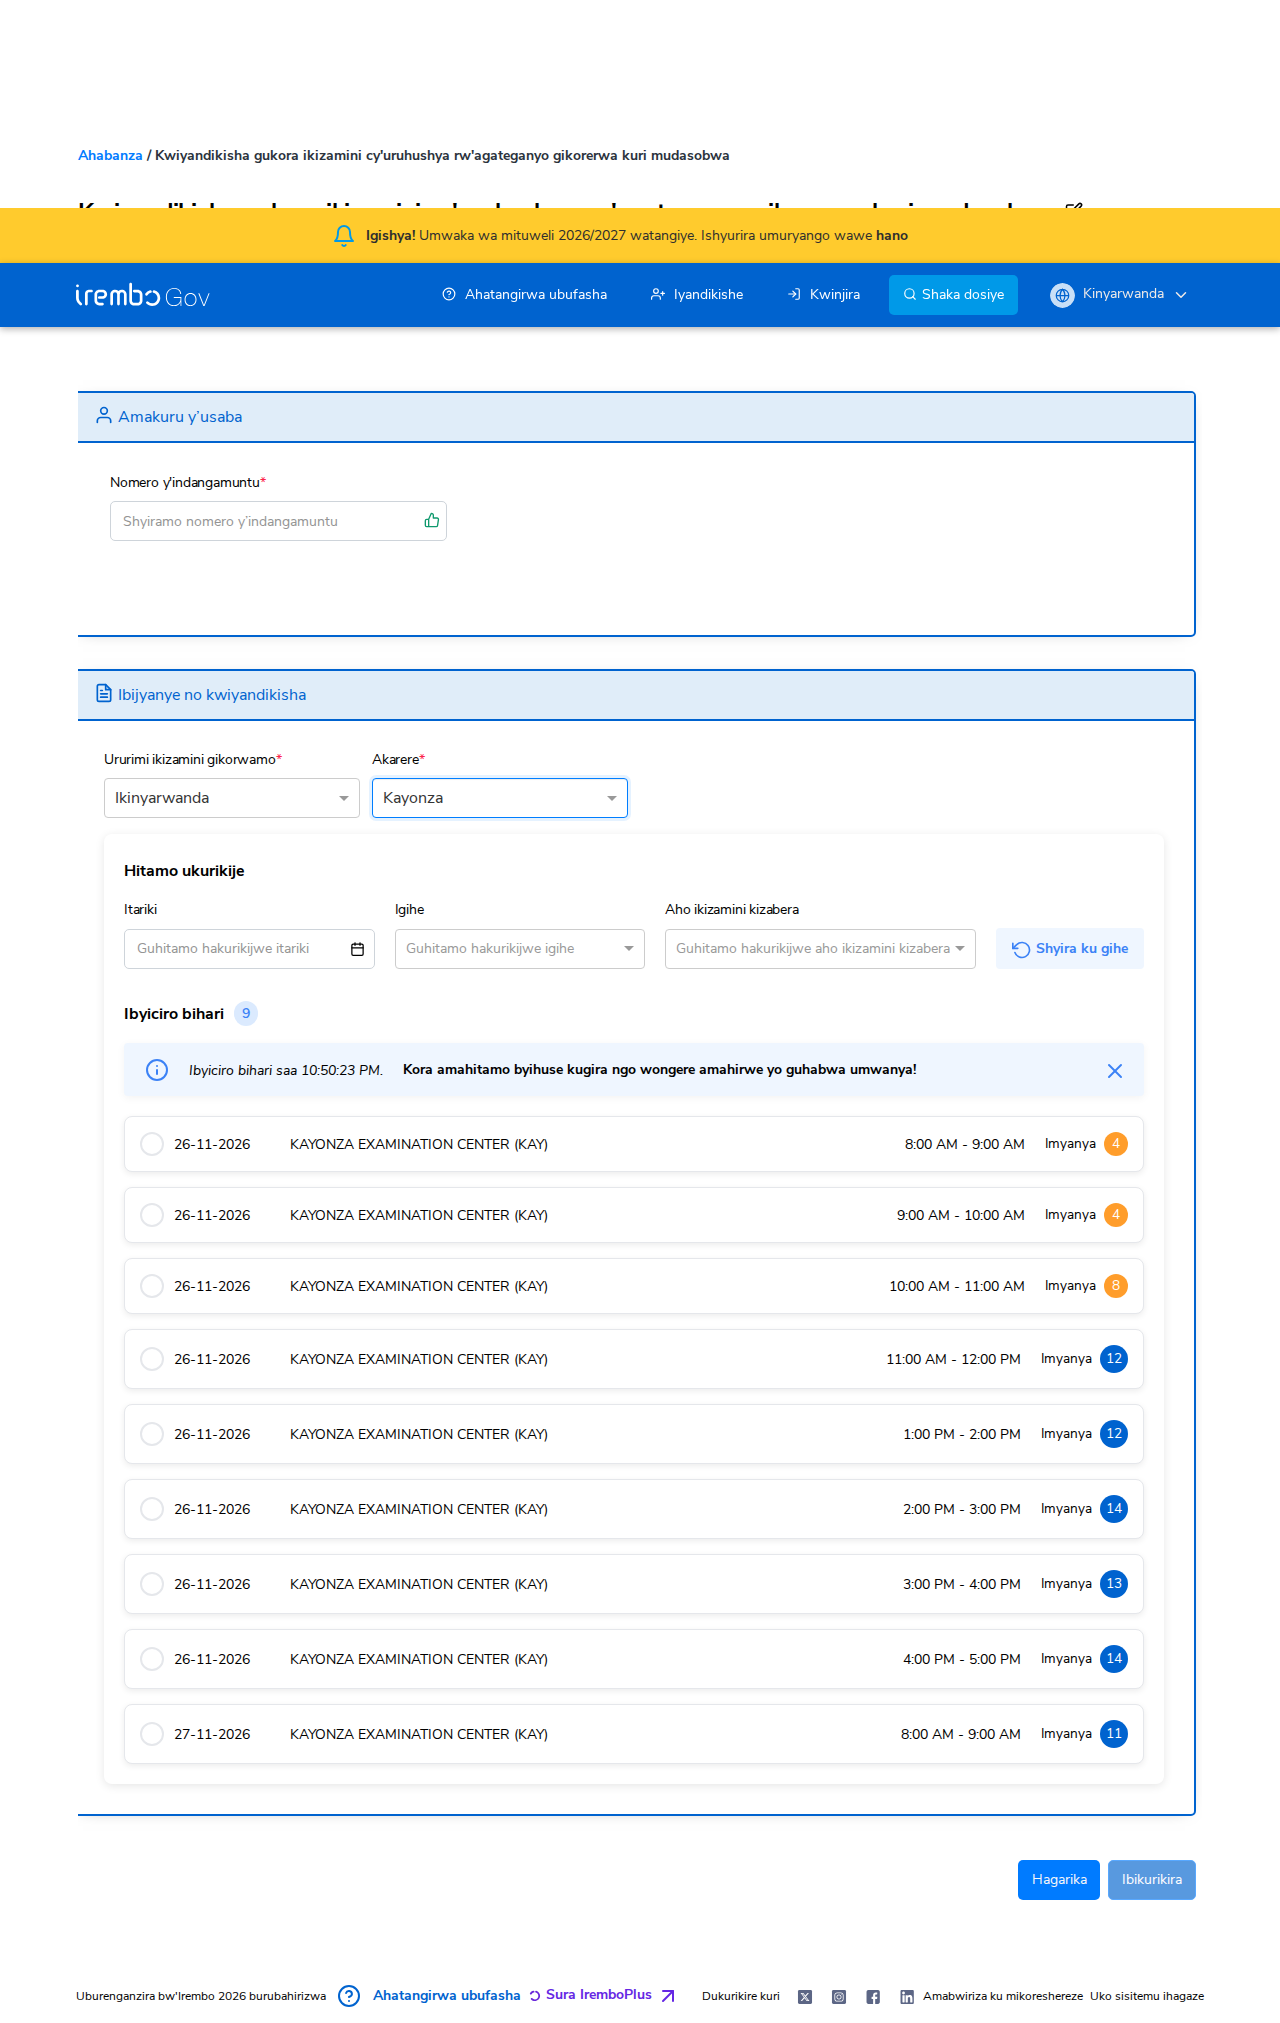 Ahabanza / Kwiyandikisha gukora ikizamini cy'uruhushya rw'agateganyo gikorerwa kuri mudasobwa
Igishya! Umwaka wa mituweli 2026/2027 watangiye. Ishyurira umuryango wawe hano
irembo Gov
Ahatangirwa ubufasha
Iyandikishe
Kwinjira
Shaka dosiye
Kinyarwanda
Amakuru y’usaba
Nomero y'indangamuntu*
Shyiramo nomero y’indangamuntu
Ibijyanye no kwiyandikisha
Ururimi ikizamini gikorwamo* Akarere*
Ikinyarwanda Kayonza
Hitamo ukurikije
Itariki Igihe Aho ikizamini kizabera
Guhitamo hakurikijwe itariki Guhitamo hakurikijwe igihe Guhitamo hakurikijwe aho ikizamini kizabera Shyira ku gihe
Ibyiciro bihari 9
Ibyiciro bihari saa 10:50:23 PM. Kora amahitamo byihuse kugira ngo wongere amahirwe yo guhabwa umwanya!
26-11-2026 KAYONZA EXAMINATION CENTER (KAY) 8:00 AM - 9:00 AM Imyanya 4
26-11-2026 KAYONZA EXAMINATION CENTER (KAY) 9:00 AM - 10:00 AM Imyanya 4
26-11-2026 KAYONZA EXAMINATION CENTER (KAY) 10:00 AM - 11:00 AM Imyanya 8
26-11-2026 KAYONZA EXAMINATION CENTER (KAY) 11:00 AM - 12:00 PM Imyanya 12
26-11-2026 KAYONZA EXAMINATION CENTER (KAY) 1:00 PM - 2:00 PM Imyanya 12
26-11-2026 KAYONZA EXAMINATION CENTER (KAY) 2:00 PM - 3:00 PM Imyanya 14
26-11-2026 KAYONZA EXAMINATION CENTER (KAY) 3:00 PM - 4:00 PM Imyanya 13
26-11-2026 KAYONZA EXAMINATION CENTER (KAY) 4:00 PM - 5:00 PM Imyanya 14
27-11-2026 KAYONZA EXAMINATION CENTER (KAY) 8:00 AM - 9:00 AM Imyanya 11
Hagarika Ibikurikira
Uburenganzira bw'Irembo 2026 burubahirizwa Ahatangirwa ubufasha Sura IremboPlus Dukurikire kuri Amabwiriza ku mikoreshereze Uko sisitemu ihagaze